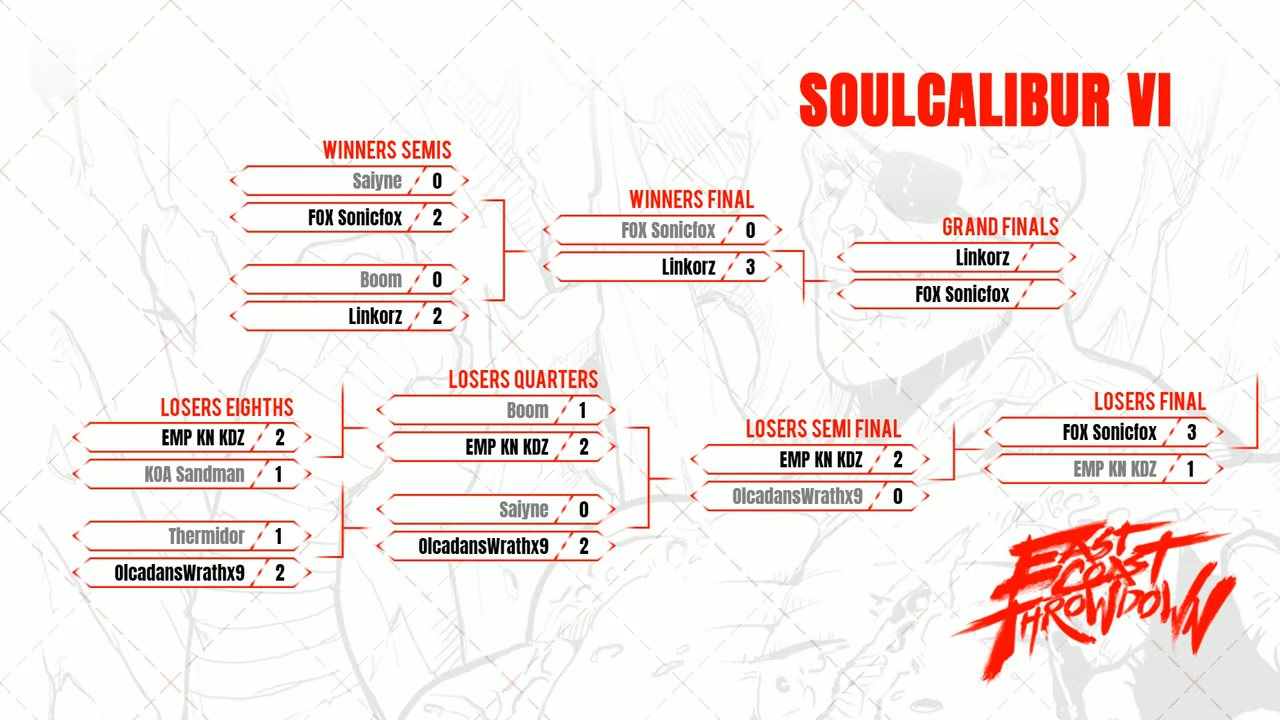 SOULCALIBUR VI
WINNERS SEMIS
Saiyne 0
FOX Sonicfox 2
Boom 0
Linkorz 2
WINNERS FINAL
FOX Sonicfox 0
Linkorz 3
GRAND FINALS
Linkorz
FOX Sonicfox
LOSERS EIGHTHS
EMP KN KDZ 2
KOA Sandman 1
Thermidor 1
OlcadansWrathx9 2
LOSERS QUARTERS
Boom 1
EMP KN KDZ 2
Saiyne 0
OlcadansWrathx9 2
LOSERS SEMI FINAL
EMP KN KDZ 2
OlcadansWrathx9 0
LOSERS FINAL
FOX Sonicfox 3
EMP KN KDZ 1
EAST
COAST
THROWDOWN